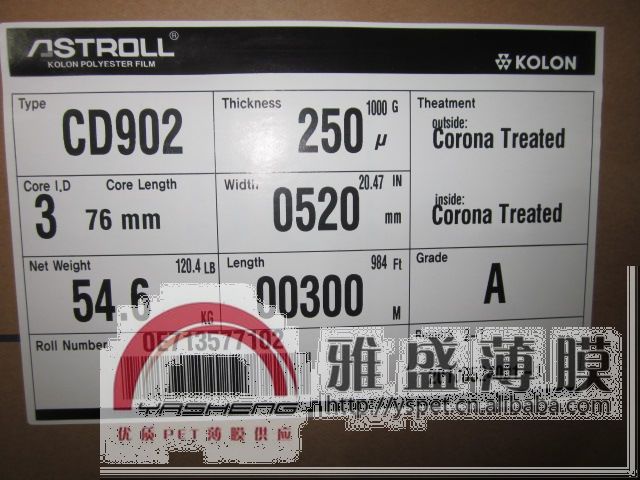 ASTROLL®
KOLON POLYESTER FILM
KOLON
Type
CD902
Thickness
1000 G
250 µ
Theatment
outside:
Corona Treated
Core I,D
Core Length
3
76 mm
Width
20.47 IN
0520 mm
inside:
Corona Treated
Net Weight
120.4 LB
54.6 KG
Length
984 Ft
00300 M
Grade
A
Roll Number
OE713577102
雅盛薄膜
YASHENG
http://yspet.cn.alibaba.com
优质PET薄膜供应